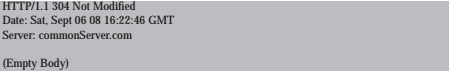 HTTP/1.1 304 Not Modified
Date: Sat, Sept 06 08 16:22:46 GMT
Server: commonServer.com
(Empty Body)